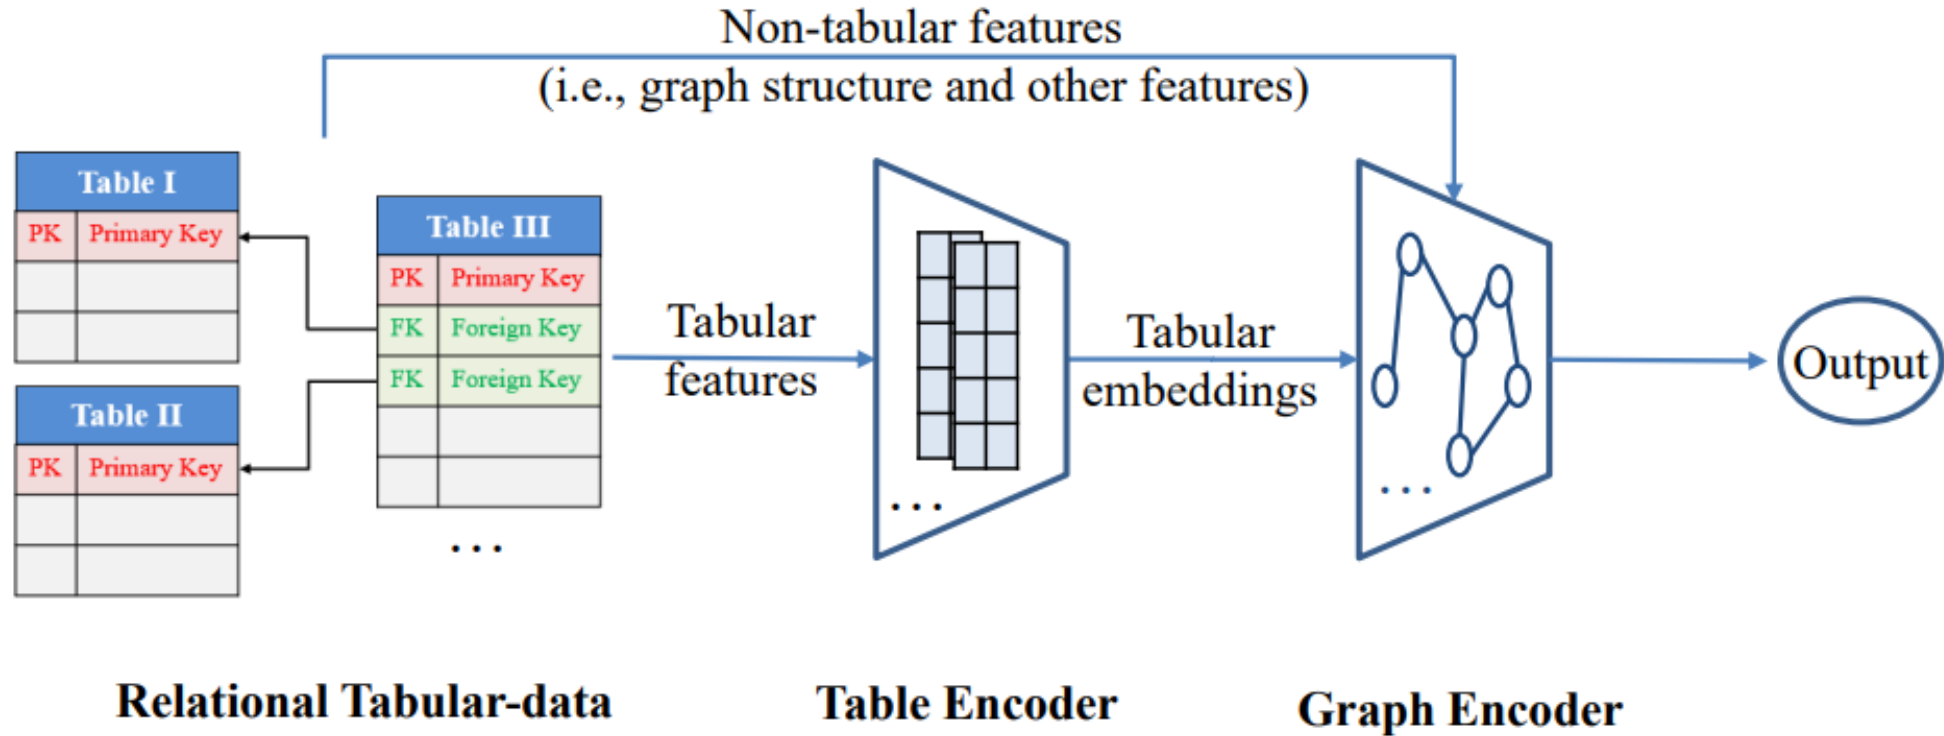 Non-tabular features
(i.e., graph structure and other features)
Table I
PK Primary Key
Table II
PK Primary Key
Table III
PK Primary Key
FK Foreign Key
FK Foreign Key
...
Tabular
features
...
Tabular
embeddings
...
Output
Relational Tabular-data
Table Encoder
Graph Encoder